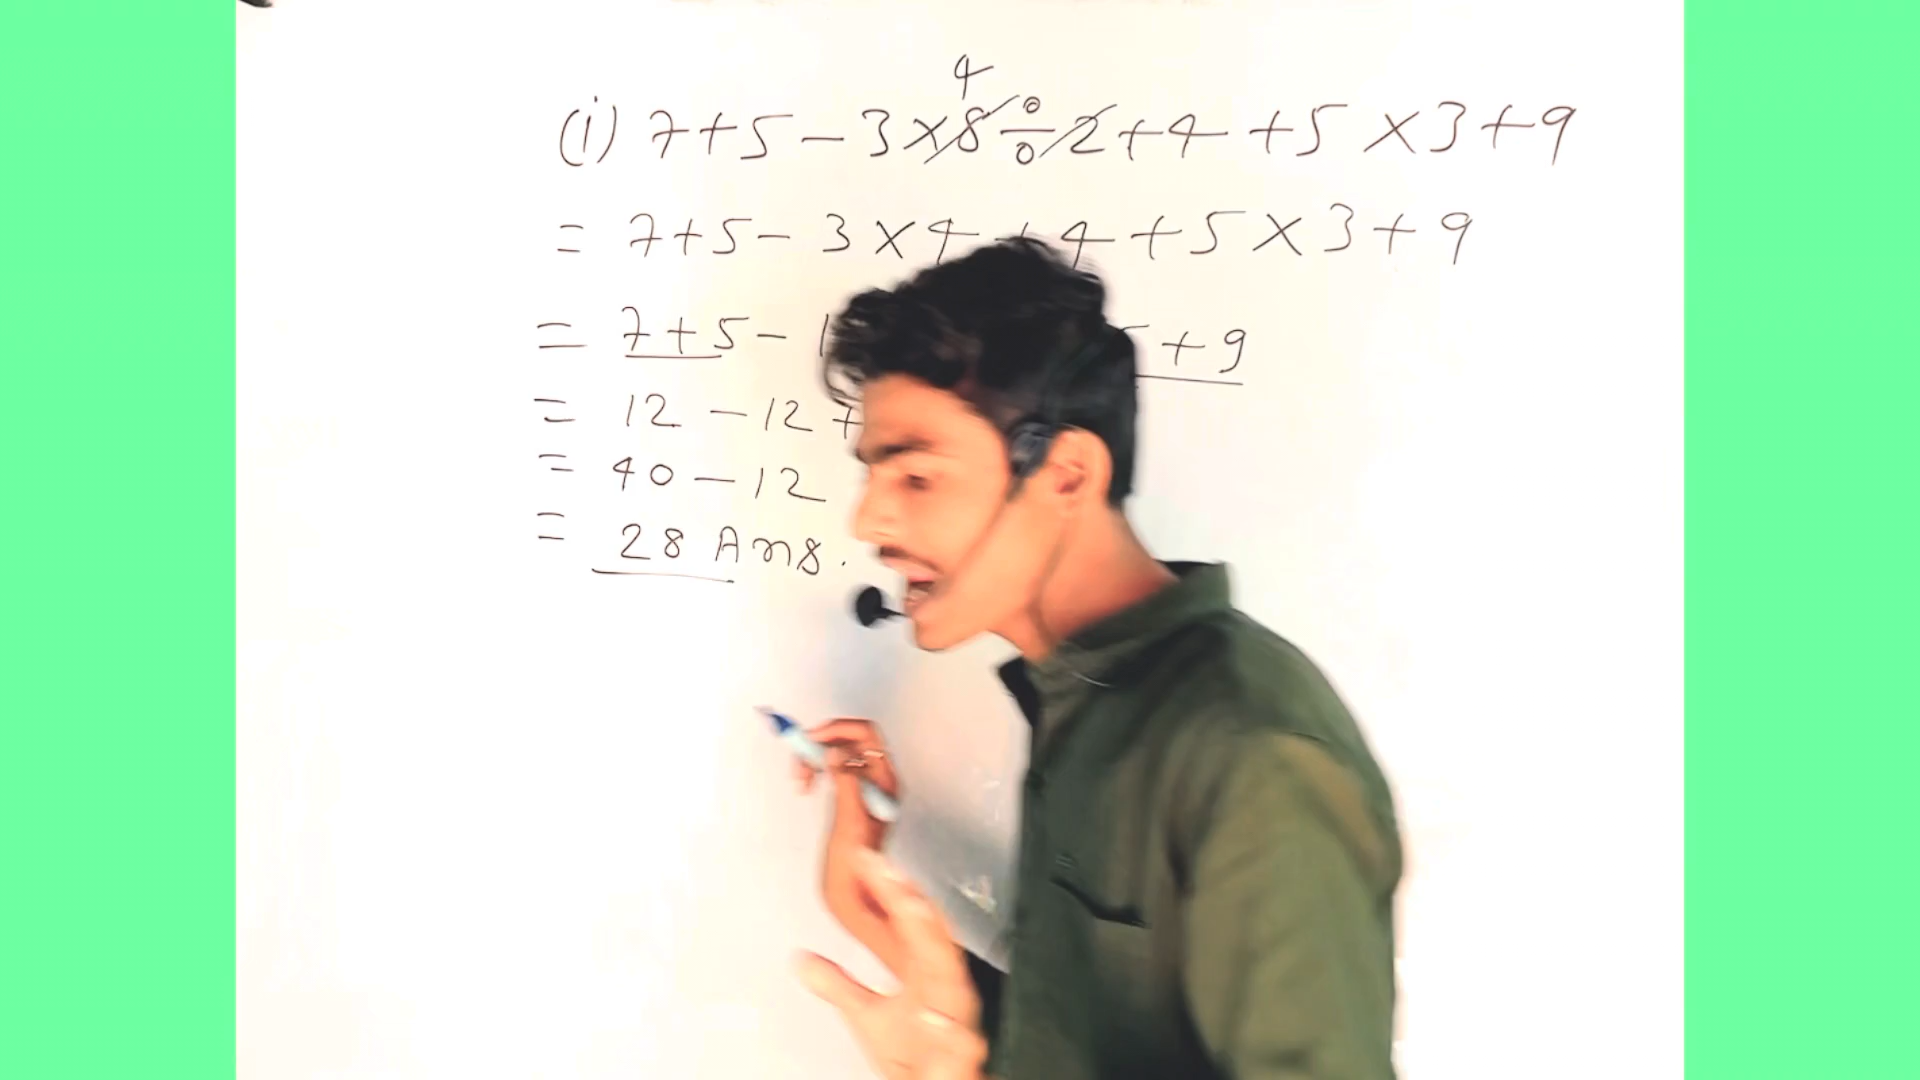 4
(i) 7+5-3×8÷2+4+5×3+9
= 7+5-3×4+4+5×3+9
= 7+5- +9
= 12-12+
= 40-12
= 28 Ans.